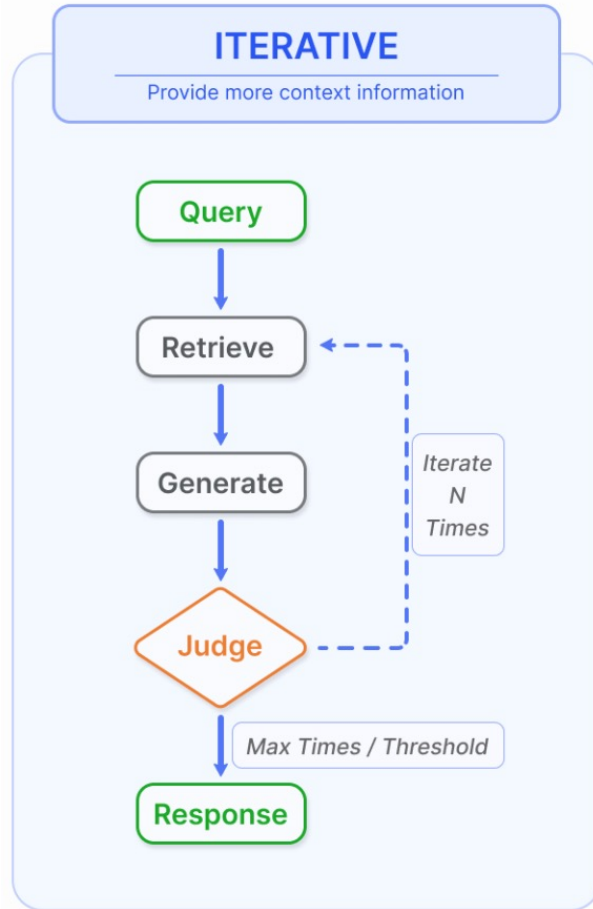 ITERATIVE
Provide more context information
Query
Retrieve
Generate
Iterate
N
Times
Judge
Max Times / Threshold
Response